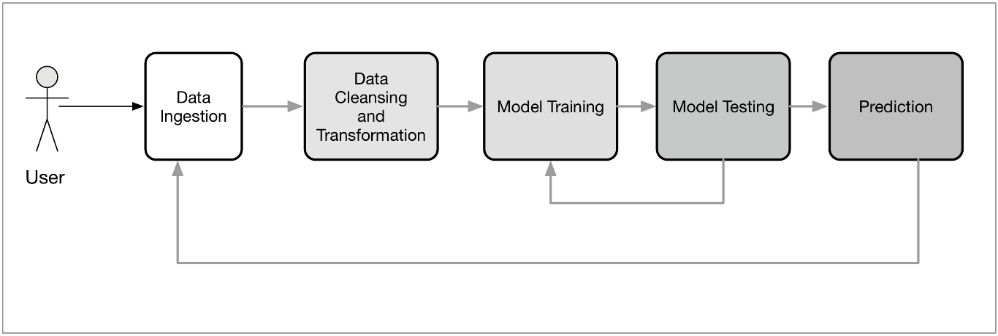 User
Data
Ingestion
Data
Cleansing
and
Transformation
Model Training
Model Testing
Prediction